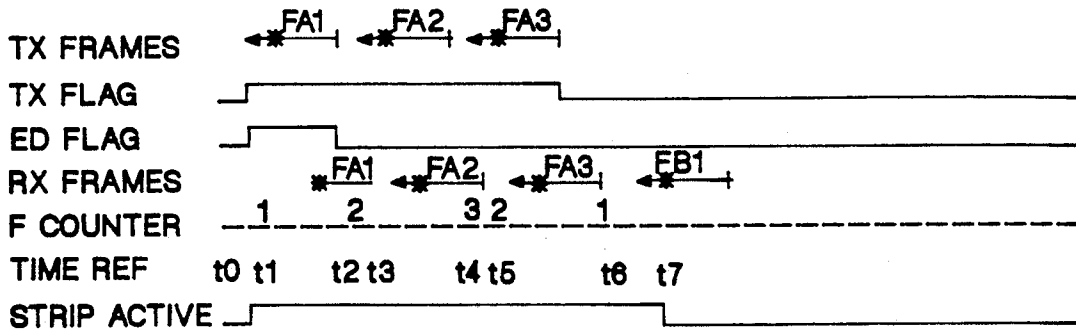 TX FRAMES FA1 FA2 FA3
TX FLAG
ED FLAG
RX FRAMES FA1 FA2 FA3 FB1
F COUNTER 1 2 3 2 1
TIME REF t0 t1 t2 t3 t4 t5 t6 t7
STRIP ACTIVE